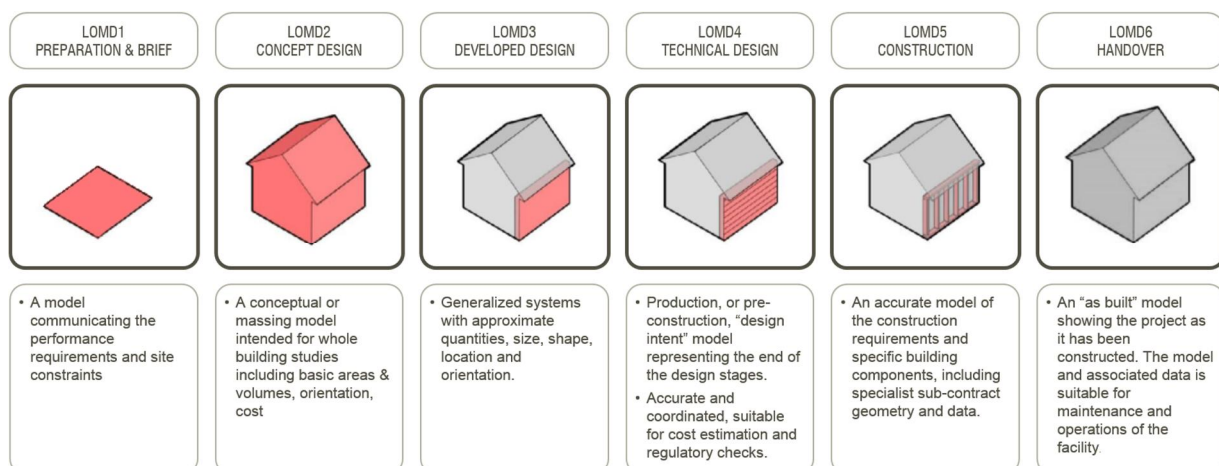 LOMD1
PREPARATION & BRIEF
LOMD2
CONCEPT DESIGN
LOMD3
DEVELOPED DESIGN
LOMD4
TECHNICAL DESIGN
LOMD5
CONSTRUCTION
LOMD6
HANDOVER
• A model
communicating the
performance
requirements and site
constraints
• A conceptual or
massing model
intended for whole
building studies
including basic areas &
volumes, orientation,
cost
• Generalized systems
with approximate
quantities, size, shape,
location and
orientation.
• Production, or pre-
construction, “design
intent” model
representing the end of
the design stages.
• Accurate and
coordinated, suitable
for cost estimation and
regulatory checks.
• An accurate model of
the construction
requirements and
specific building
components, including
specialist sub-contract
geometry and data.
• An “as built” model
showing the project as
it has been
constructed. The model
and associated data is
suitable for
maintenance and
operations of the
facility.